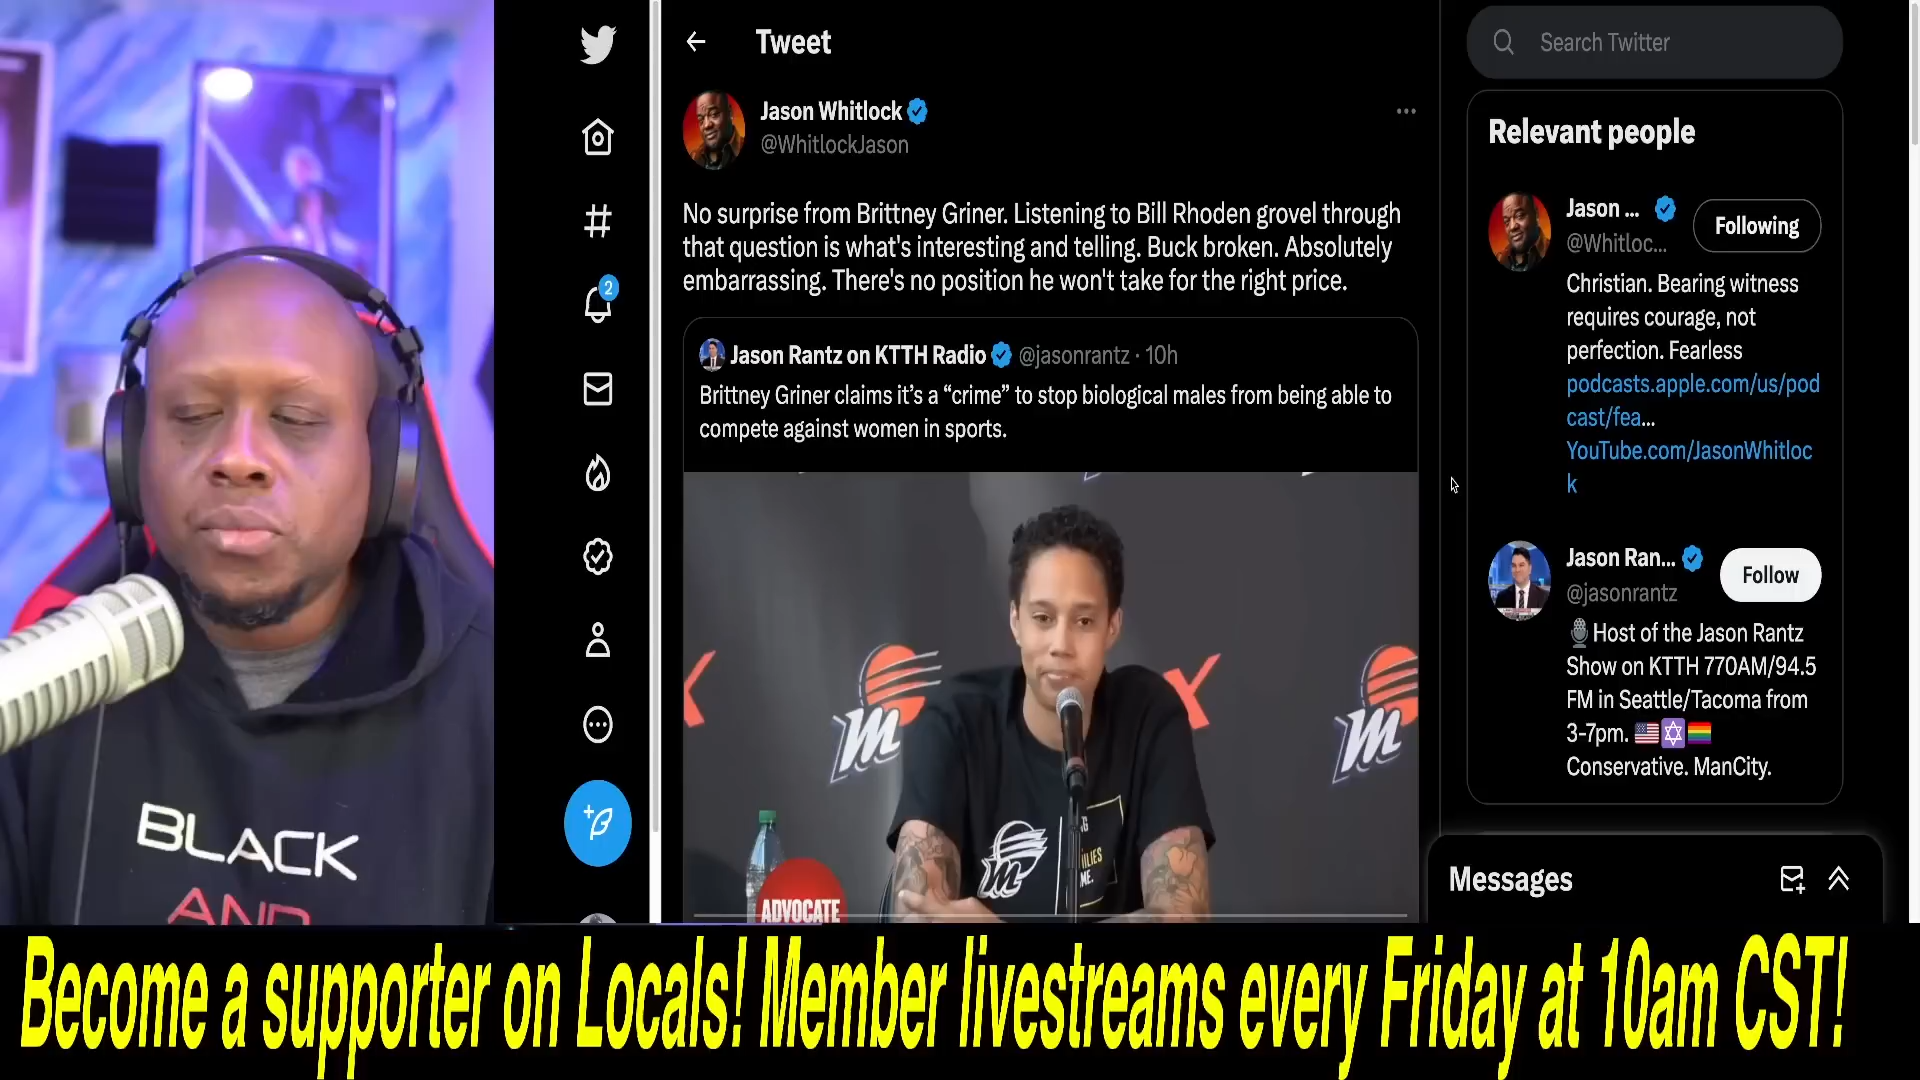 Tweet
Search Twitter
Jason Whitlock
@WhitlockJason
No surprise from Brittney Griner. Listening to Bill Rhoden grovel through
that question is what's interesting and telling. Buck broken. Absolutely
embarrassing. There's no position he won't take for the right price.
Jason Rantz on KTTH Radio @jasonrantz · 10h
Brittney Griner claims it's a “crime” to stop biological males from being able to
compete against women in sports.
ADVOCATE
2
Relevant people
Jason ...
@Whitloc...
Following
Christian. Bearing witness
requires courage, not
perfection. Fearless
podcasts.apple.com/us/pod
cast/fea...
YouTube.com/JasonWhitloc
k
Jason Ran...
@jasonrantz
Follow
Host of the Jason Rantz
Show on KTTH 770AM/94.5
FM in Seattle/Tacoma from
3-7pm.
Conservative. ManCity.
Messages
BLACK
AND
Become a supporter on Locals! Member livestreams every Friday at 10am CST!